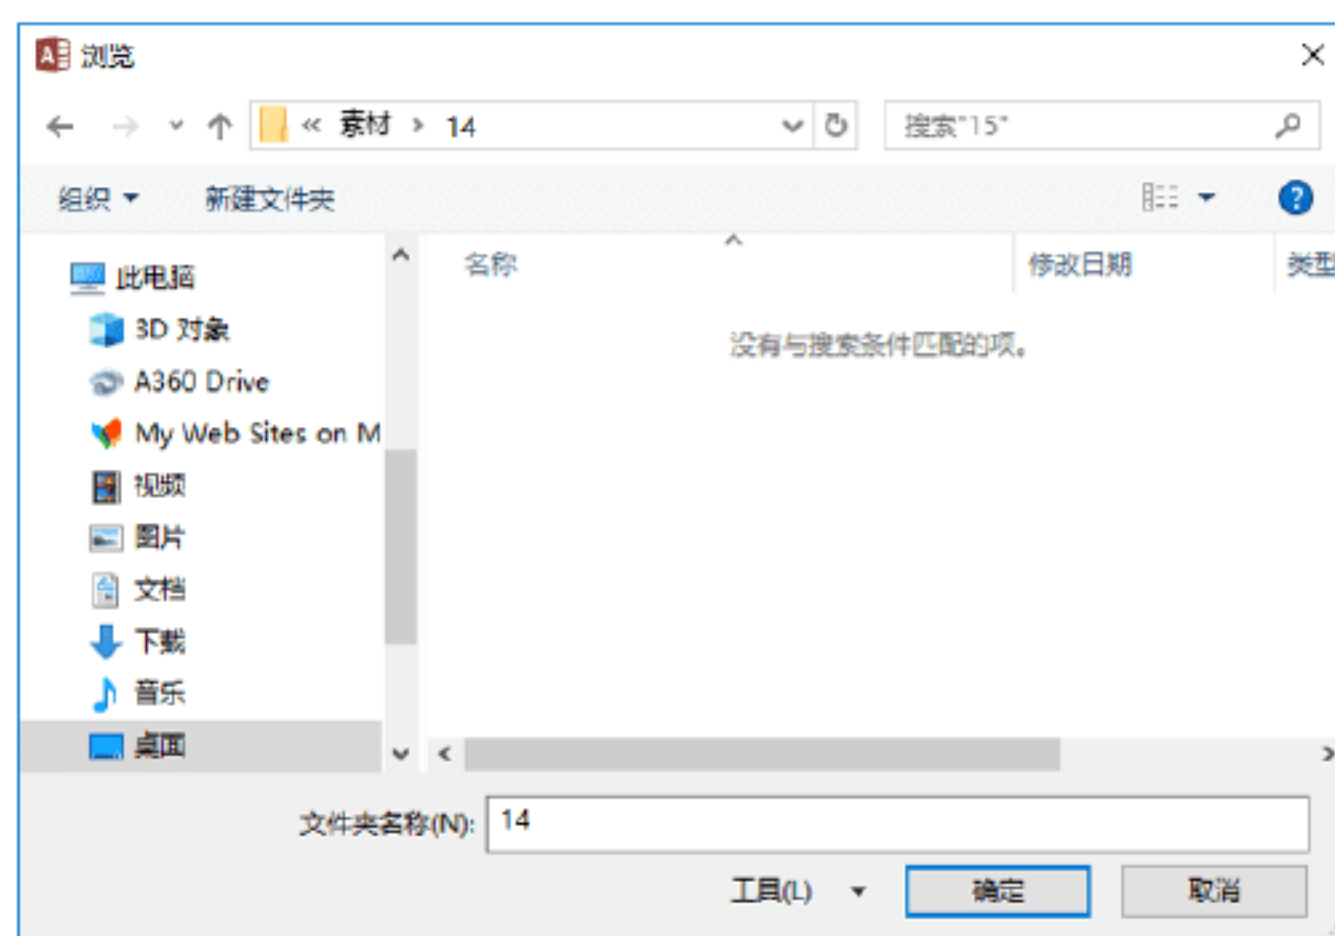 浏览
« 素材 › 14
搜索"15"
组织
新建文件夹
名称
修改日期
类型
此电脑
3D 对象
A360 Drive
My Web Sites on M
视频
图片
文档
下载
音乐
桌面
没有与搜索条件匹配的项。
文件夹名称(N):
14
工具(L)
确定
取消